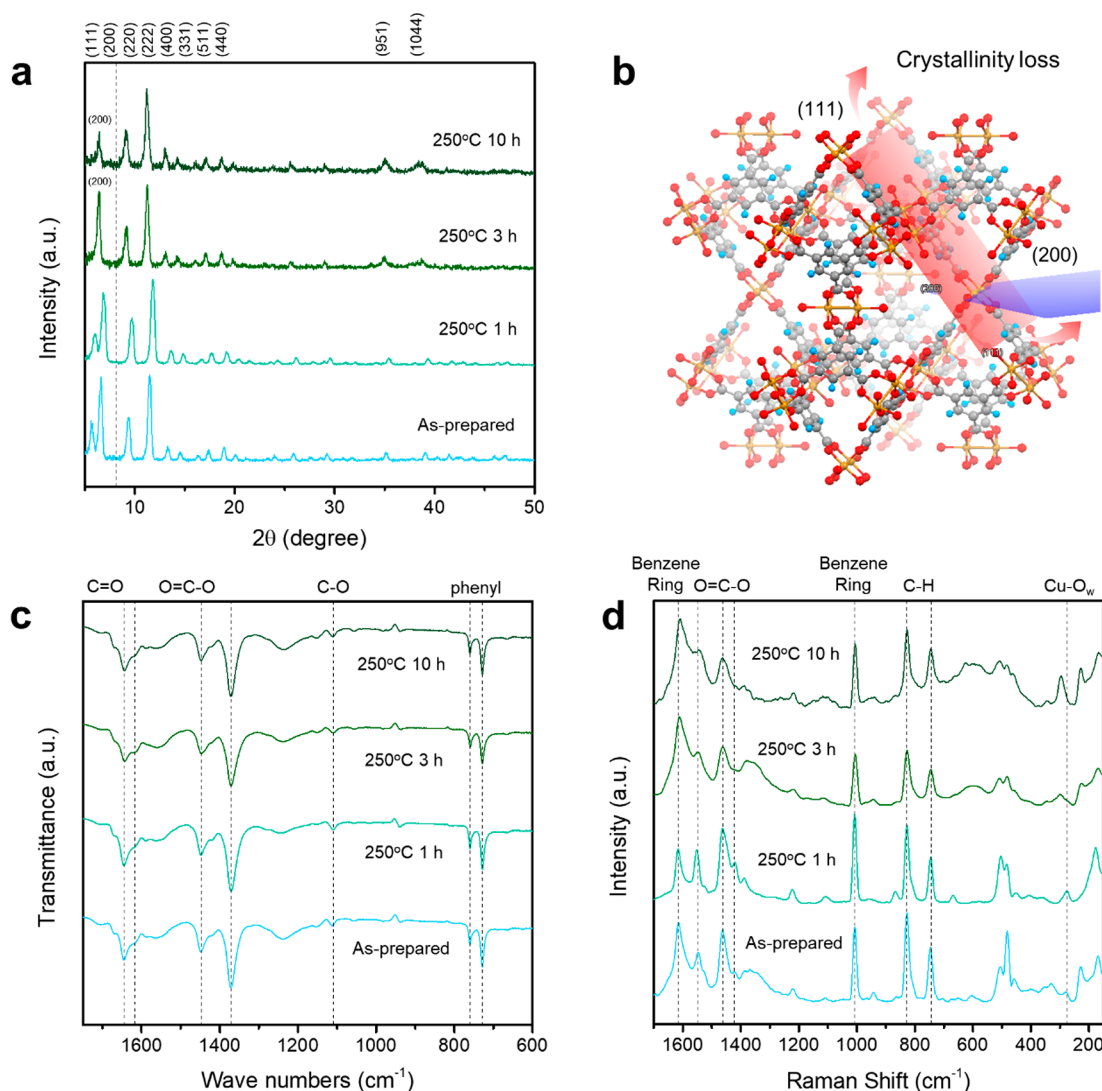 a
(111)
(200)
(220)
(222)
(400)
(331)
(511)
(440)
(951)
(1044)
(200)
250°C 10 h
(200)
250°C 3 h
250°C 1 h
As-prepared
Intensity (a.u.)
10
20
30
40
50
2θ (degree)
b
Crystallinity loss
(111)
(200)
(111)
c
C=O
O=C-O
C-O
phenyl
250°C 10 h
250°C 3 h
250°C 1 h
As-prepared
Transmittance (a.u.)
1600
1400
1200
1000
800
600
Wave numbers (cm⁻¹)
d
Benzene
Ring
O=C-O
Benzene
Ring
C-H
Cu-Ow
250°C 10 h
250°C 3 h
250°C 1 h
As-prepared
Intensity (a.u.)
1600
1400
1200
1000
800
600
400
200
Raman Shift (cm⁻¹)